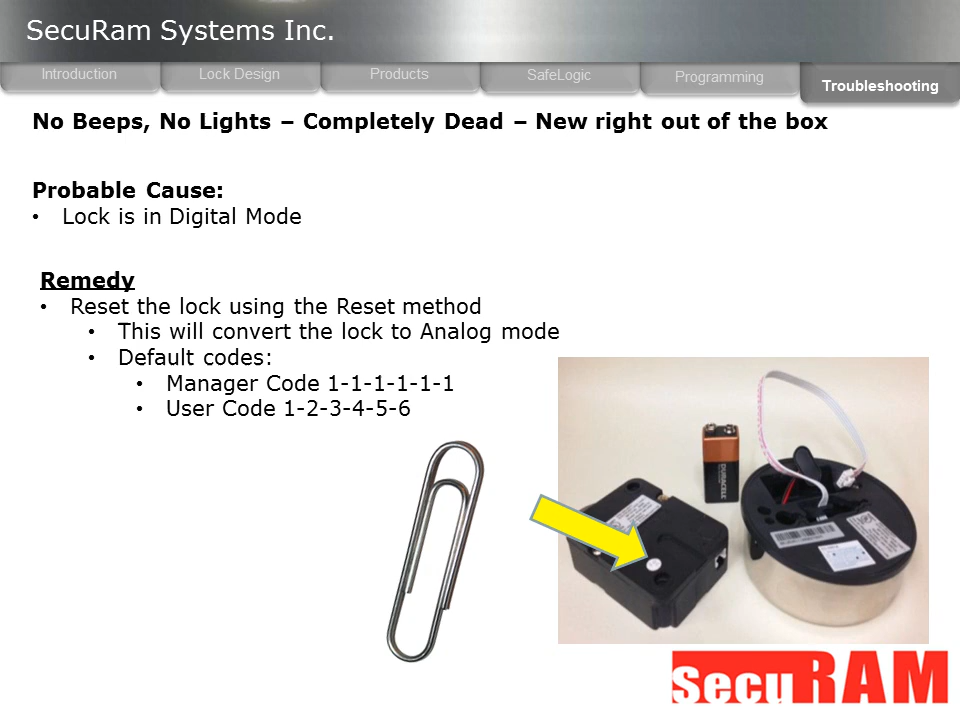 SecuRam Systems Inc.
Introduction
Lock Design
Products
SafeLogic
Programming
Troubleshooting
No Beeps, No Lights – Completely Dead – New right out of the box
Probable Cause:
• Lock is in Digital Mode
Remedy
• Reset the lock using the Reset method
• This will convert the lock to Analog mode
• Default codes:
• Manager Code 1-1-1-1-1-1
• User Code 1-2-3-4-5-6
DURACELL
SecuRAM